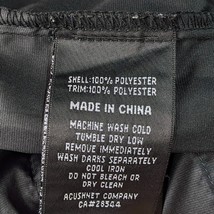 SHELL:100% POLYESTER
TRIM:100% POLYESTER
MADE IN CHINA
MACHINE WASH COLD
TUMBLE DRY LOW
REMOVE IMMEDIATELY
WASH DARKS SEPARATELY
COOL IRON
DO NOT BLEACH OR
DRY CLEAN
ACUSHNET COMPANY
CA#28344